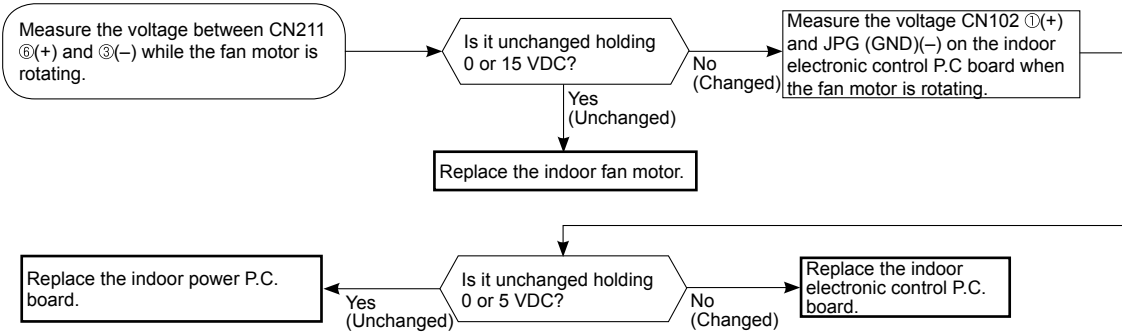 Measure the voltage between CN211
⑥(+) and ③(–) while the fan motor is
rotating.
Is it unchanged holding
0 or 15 VDC?
No
(Changed)
Measure the voltage CN102 ①(+)
and JPG (GND)(–) on the indoor
electronic control P.C board when
the fan motor is rotating.
Yes
(Unchanged)
Replace the indoor fan motor.
Is it unchanged holding
0 or 5 VDC?
Yes
(Unchanged)
Replace the indoor power P.C.
board.
No
(Changed)
Replace the indoor
electronic control P.C.
board.